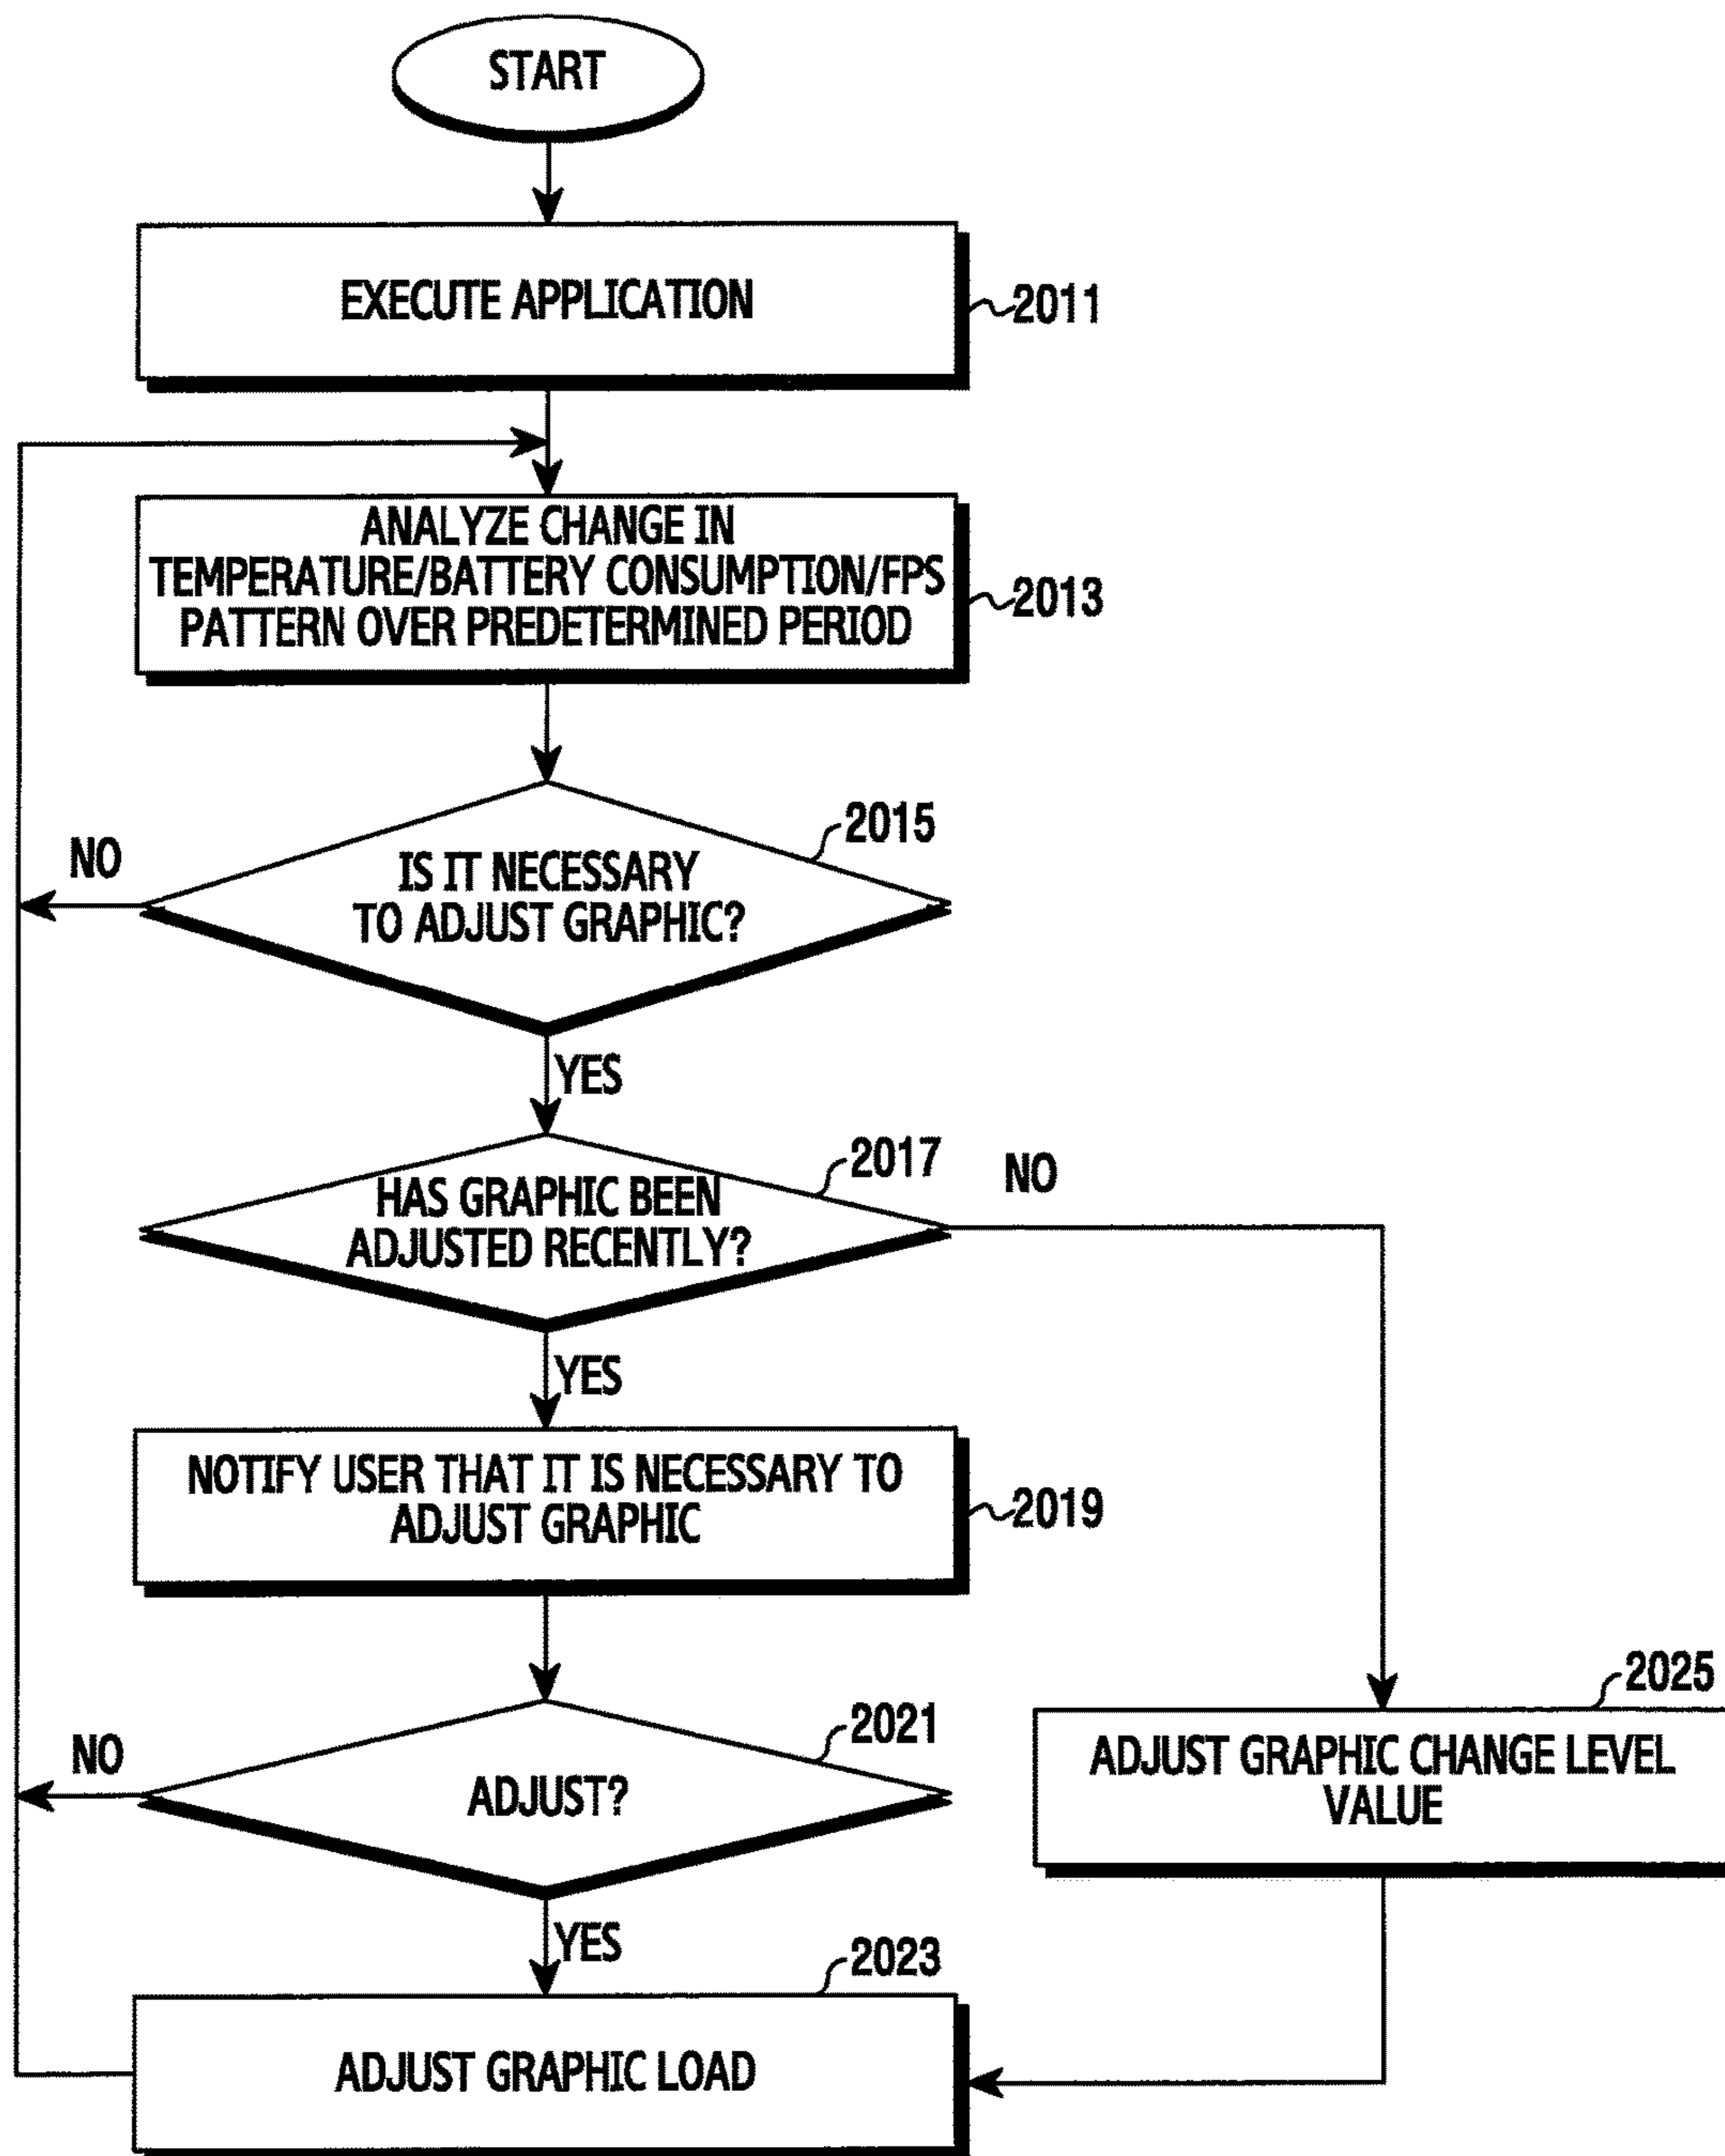 START
EXECUTE APPLICATION
2011
ANALYZE CHANGE IN
TEMPERATURE/BATTERY CONSUMPTION/FPS
PATTERN OVER PREDETERMINED PERIOD
2013
2015
NO
IS IT NECESSARY
TO ADJUST GRAPHIC?
YES
2017
NO
HAS GRAPHIC BEEN
ADJUSTED RECENTLY?
YES
NOTIFY USER THAT IT IS NECESSARY TO
ADJUST GRAPHIC
2019
2021
NO
ADJUST?
YES
2025
ADJUST GRAPHIC CHANGE LEVEL
VALUE
2023
ADJUST GRAPHIC LOAD